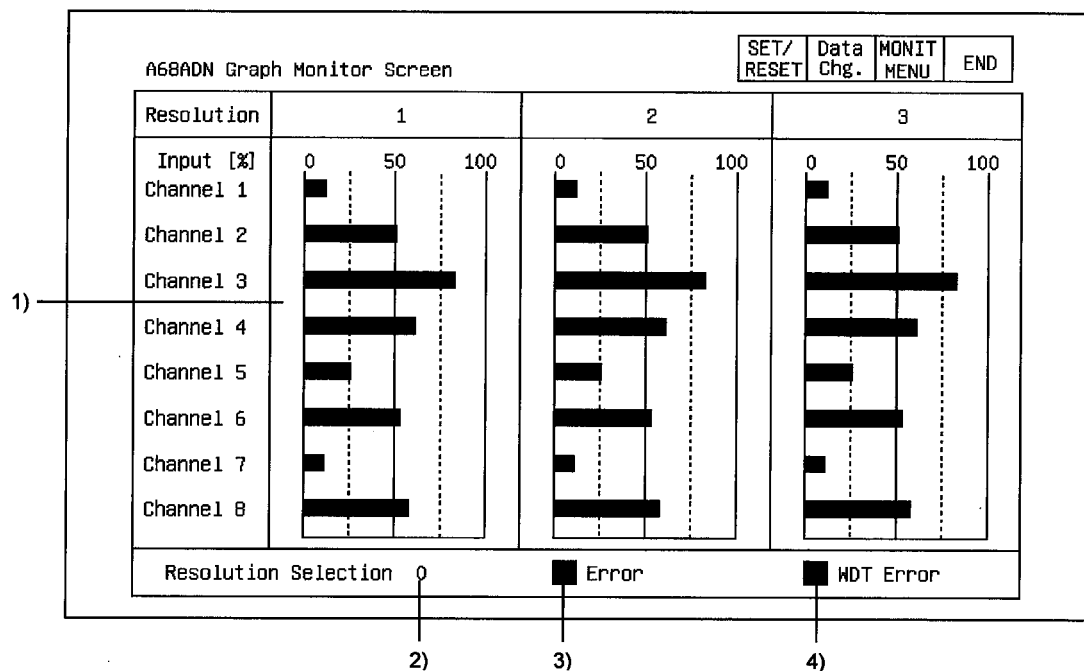 A68ADN Graph Monitor Screen
SET/ RESET Data Chg. MONIT MENU END
Resolution 1 2 3
Input [%] 0 50 100 0 50 100 0 50 100
Channel 1
Channel 2
Channel 3
1)
Channel 4
Channel 5
Channel 6
Channel 7
Channel 8
Resolution Selection 0 Error WDT Error
2) 3) 4)